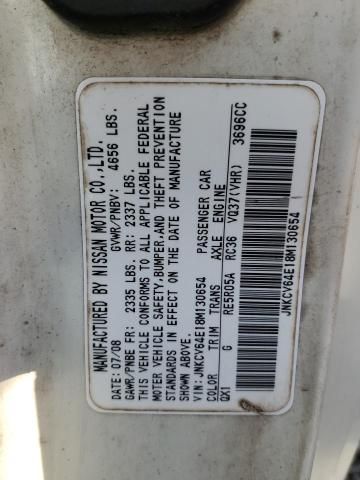 MANUFACTURED BY NISSAN MOTOR CO.,LTD.
DATE: 07/08 GVWR/PNBV: 4656 LBS.
GAWR/PNBE FR: 2335 LBS. RR: 2337 LBS.
THIS VEHICLE CONFORMS TO ALL APPLICABLE FEDERAL
MOTOR VEHICLE SAFETY,BUMPER,AND THEFT PREVENTION
STANDARDS IN EFFECT ON THE DATE OF MANUFACTURE
SHOWN ABOVE.
VIN: JNKCV64E18M130654 PASSENGER CAR
COLOR TRIM TRANS AXLE ENGINE
QX1 G RE5R05A RC36 VQ37(VHR) 3696CC
JNKCV64E18M130654